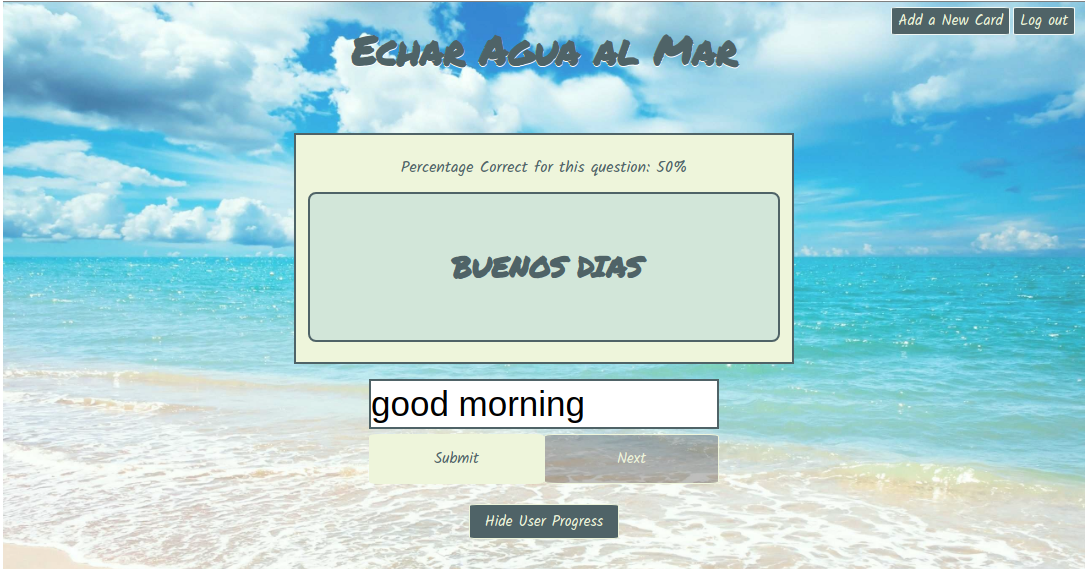 Add a New Card
Log out
Echar Agua al Mar
Percentage Correct for this question: 50%
BUENOS DIAS
good morning
Submit
Next
Hide User Progress